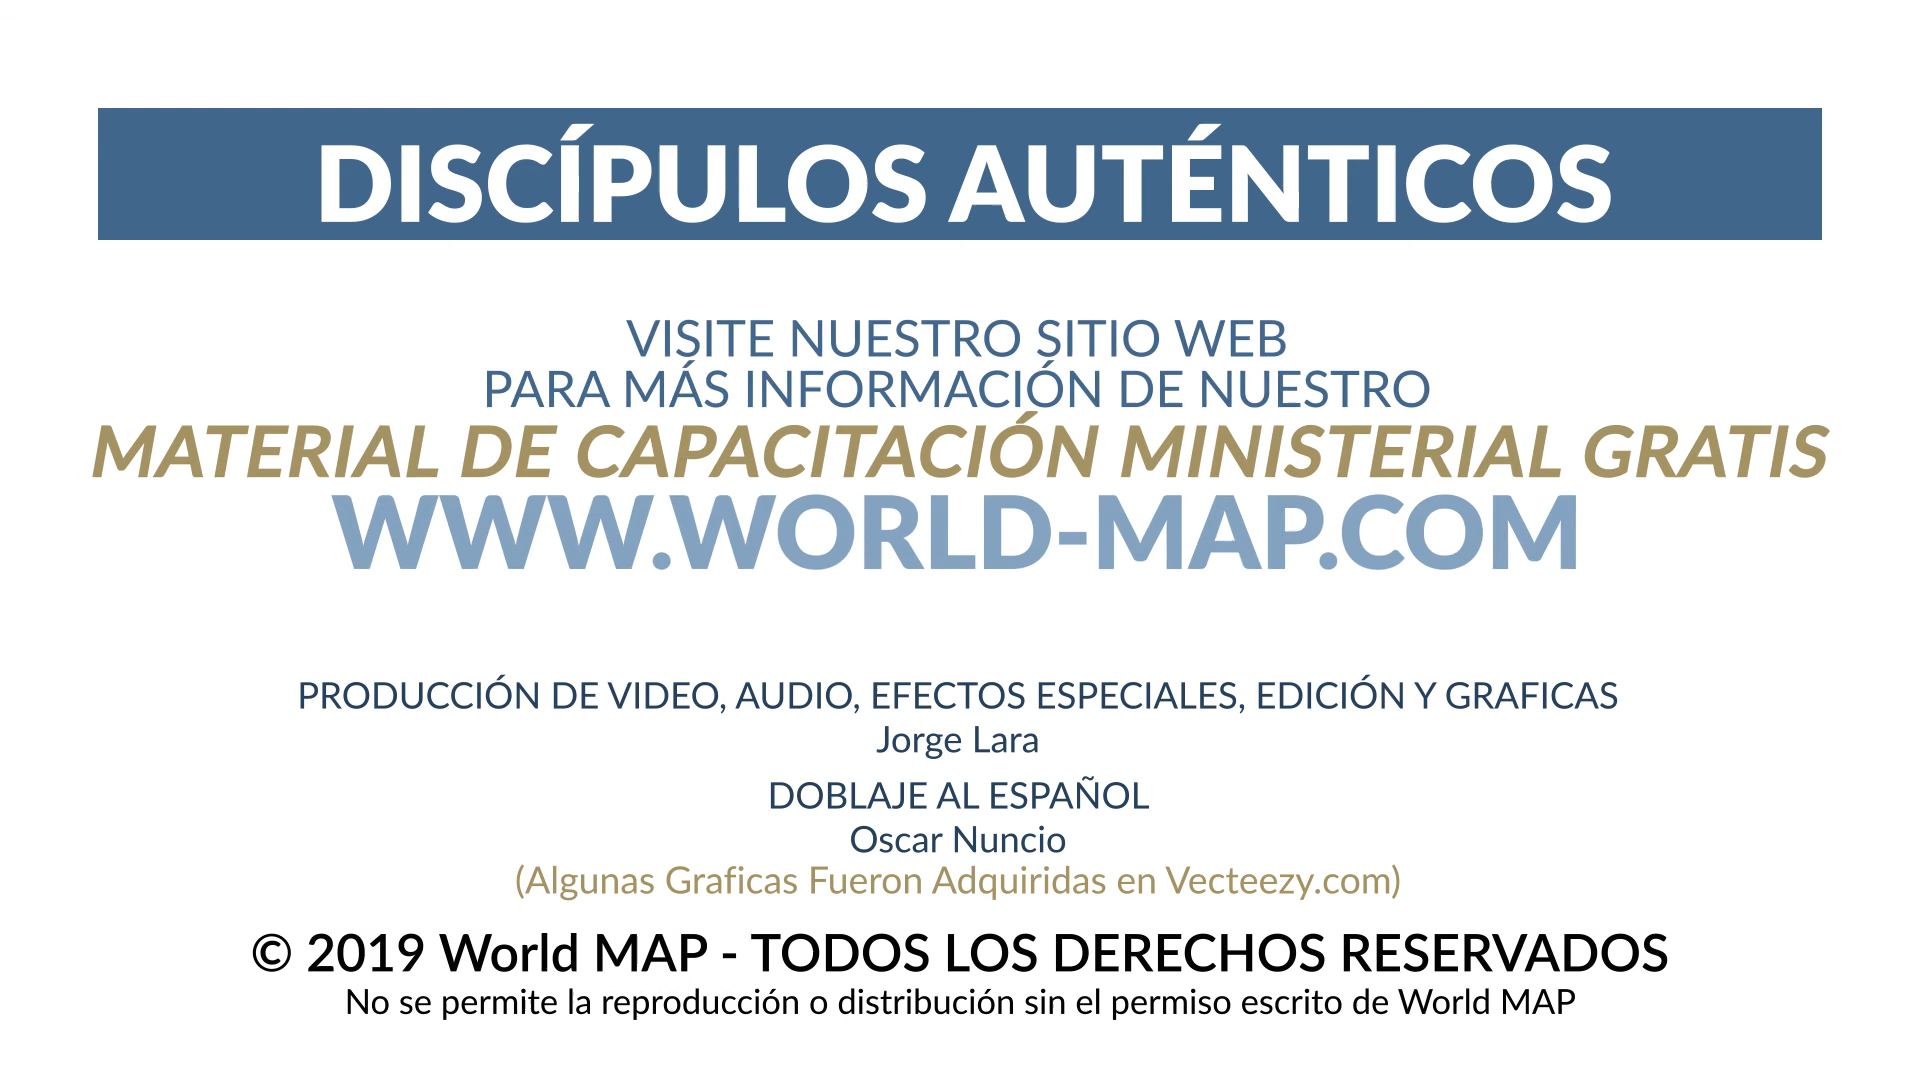 DISCÍPULOS AUTÉNTICOS
VISITE NUESTRO SITIO WEB
PARA MÁS INFORMACIÓN DE NUESTRO
MATERIAL DE CAPACITACIÓN MINISTERIAL GRATIS
WWW.WORLD-MAP.COM
PRODUCCIÓN DE VIDEO, AUDIO, EFECTOS ESPECIALES, EDICIÓN Y GRAFICAS
Jorge Lara
DOBLAJE AL ESPAÑOL
Oscar Nuncio
(Algunas Graficas Fueron Adquiridas en Vecteezy.com)
© 2019 World MAP - TODOS LOS DERECHOS RESERVADOS
No se permite la reproducción o distribución sin el permiso escrito de World MAP